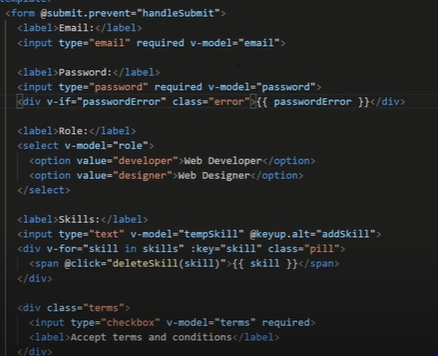 <form @submit.prevent="handleSubmit">
<label>Email:</label>
<input type="email" required v-model="email">
<label>Password:</label>
<input type="password" required v-model="password">
<div v-if="passwordError" class="error">{{ passwordError }}</div>
<label>Role:</label>
<select v-model="role">
<option value="developer">Web Developer</option>
<option value="designer">Web Designer</option>
</select>
<label>Skills:</label>
<input type="text" v-model="tempSkill" @keyup.alt="addSkill">
<div v-for="skill in skills" :key="skill" class="pill">
<span @click="deleteSkill(skill)">{{ skill }}</span>
</div>
<div class="terms">
<input type="checkbox" v-model="terms" required>
<label>Accept terms and conditions</label>
</div>